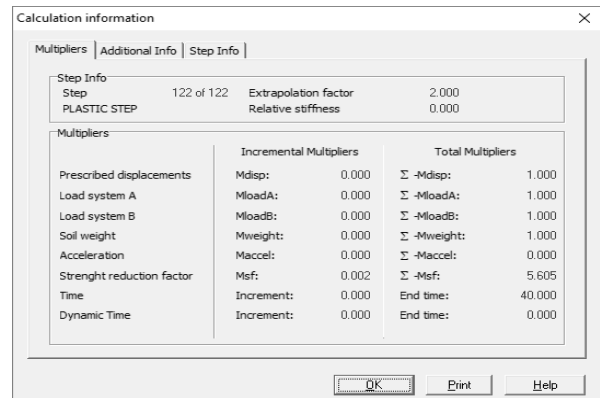 Calculation information
Multipliers Additional Info Step Info
Step Info
Step 122 of 122 Extrapolation factor 2.000
PLASTIC STEP Relative stiffness 0.000
Multipliers
Incremental Multipliers Total Multipliers
Prescribed displacements Mdisp: 0.000 Σ -Mdisp: 1.000
Load system A MloadA: 0.000 Σ -MloadA: 1.000
Load system B MloadB: 0.000 Σ -MloadB: 1.000
Soil weight Mweight: 0.000 Σ -Mweight: 1.000
Acceleration Maccel: 0.000 Σ -Maccel: 0.000
Strenght reduction factor Msf: 0.002 Σ -Msf: 5.605
Time Increment: 0.000 End time: 40.000
Dynamic Time Increment: 0.000 End time: 0.000
OK Print Help